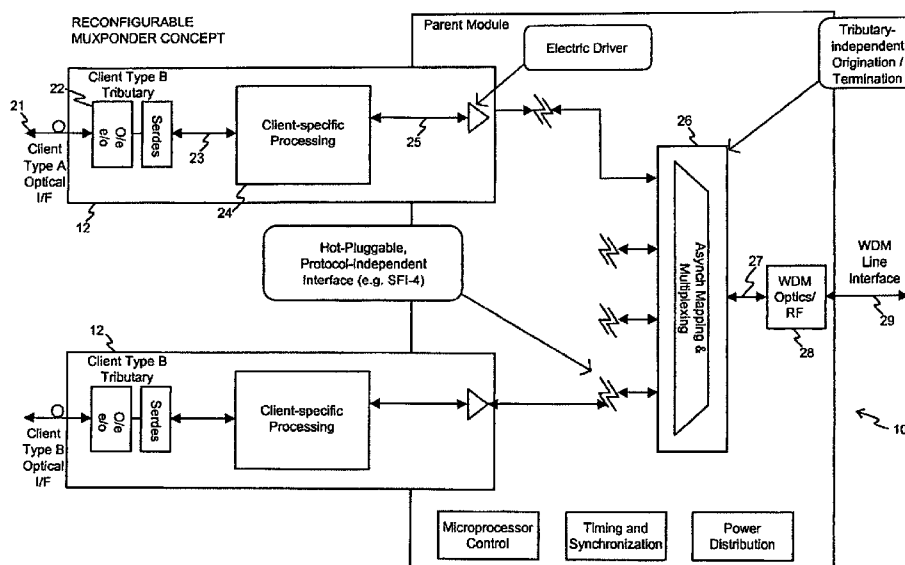 RECONFIGURABLE
MUXPONDER CONCEPT
Parent Module
Electric Driver
Tributary-
independent
Origination /
Termination
Client Type B
Tributary
22
21
O/e
e/o
Serdes
23
Client-specific
Processing
25
24
Client
Type A
Optical
I/F
12
26
Asynch Mapping &
Multiplexing
27
WDM
Optics/
RF
28
WDM
Line
Interface
29
10
Hot-Pluggable,
Protocol-Independent
Interface (e.g. SFI-4)
12
Client Type B
Tributary
O/e
e/o
Serdes
Client-specific
Processing
Client
Type B
Optical
I/F
Microprocessor
Control
Timing and
Synchronization
Power
Distribution